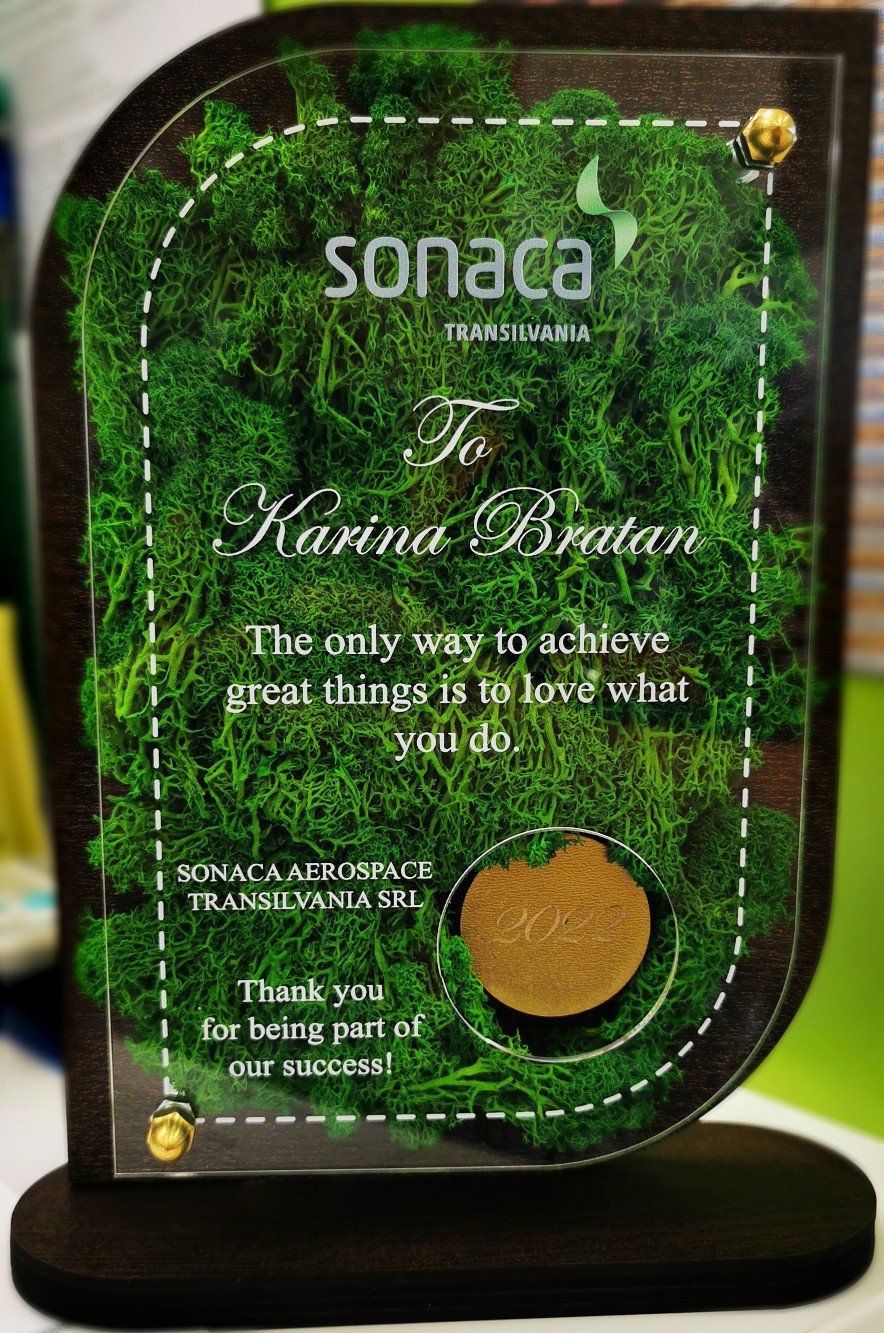 sonaca
TRANSILVANIA
To
Karina Bratan
The only way to achieve
great things is to love what
you do.
SONACA AEROSPACE
TRANSILVANIA SRL
2022
Thank you
for being part of
our success!